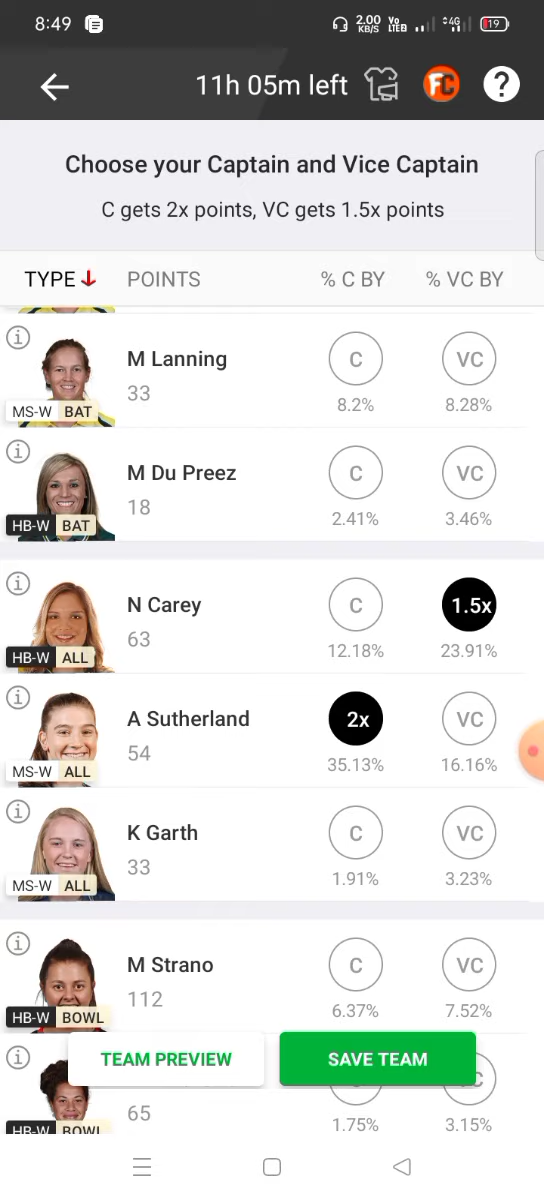 8:49 2.00 KB/S Vo LTE B 4G 19
11h 05m left FC ?
Choose your Captain and Vice Captain
C gets 2x points, VC gets 1.5x points
TYPE POINTS % C BY % VC BY
M Lanning C VC
33
MS-W BAT 8.2% 8.28%
M Du Preez C VC
18
HB-W BAT 2.41% 3.46%
N Carey C 1.5x
63
HB-W ALL 12.18% 23.91%
A Sutherland 2x VC
54
MS-W ALL 35.13% 16.16%
K Garth C VC
33
MS-W ALL 1.91% 3.23%
M Strano C VC
112
HB-W BOWL 6.37% 7.52%
TEAM PREVIEW SAVE TEAM
65
HB-W BOWL 1.75% 3.15%